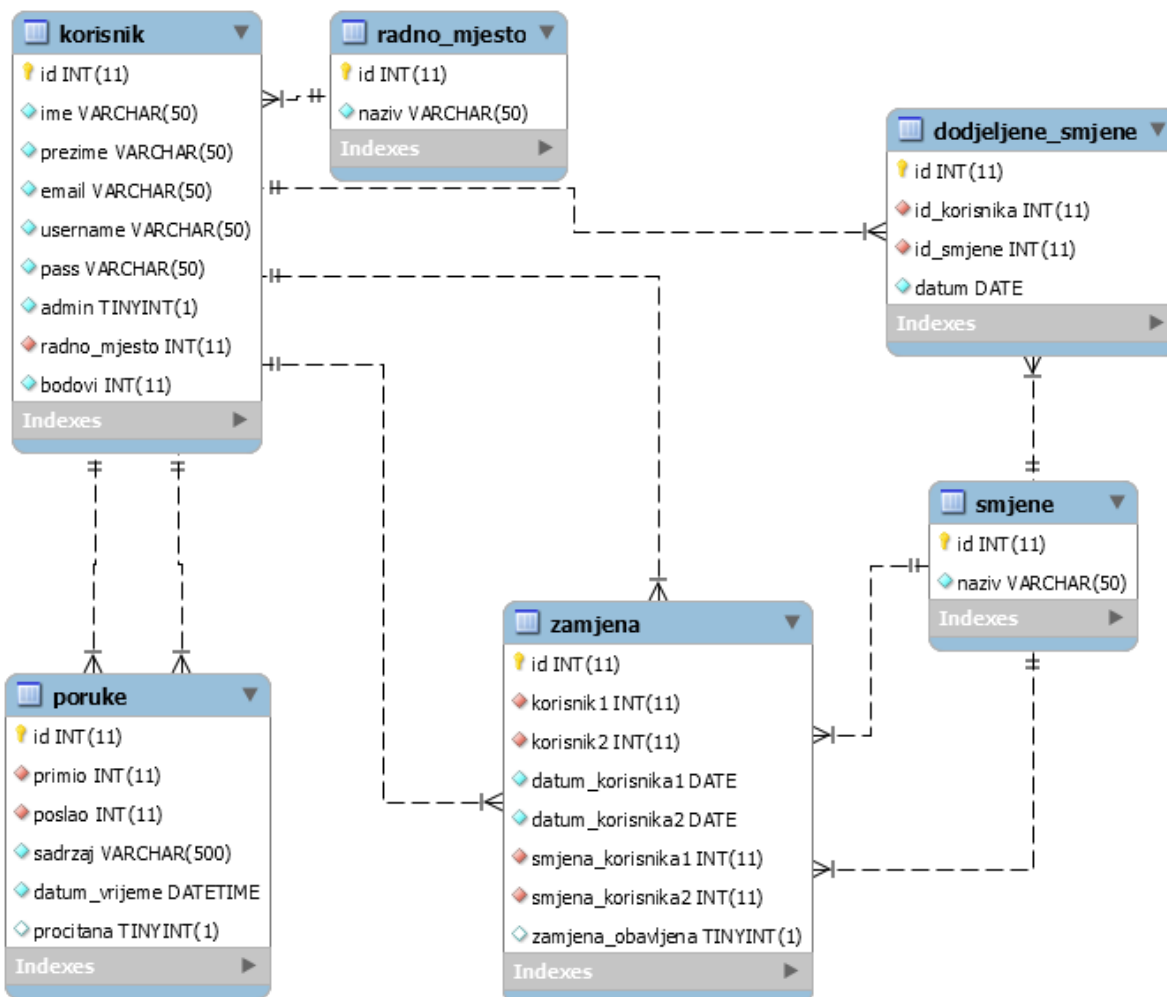 korisnik
id INT(11)
ime VARCHAR(50)
prezime VARCHAR(50)
email VARCHAR(50)
username VARCHAR(50)
pass VARCHAR(50)
admin TINYINT(1)
radno_mjesto INT(11)
bodovi INT(11)
Indexes
radno_mjesto
id INT(11)
naziv VARCHAR(50)
Indexes
dodjeljene_smjene
id INT(11)
id_korisnika INT(11)
id_smjene INT(11)
datum DATE
Indexes
smjene
id INT(11)
naziv VARCHAR(50)
Indexes
zamjena
id INT(11)
korisnik1 INT(11)
korisnik2 INT(11)
datum_korisnika1 DATE
datum_korisnika2 DATE
smjena_korisnika1 INT(11)
smjena_korisnika2 INT(11)
zamjena_obavljena TINYINT(1)
Indexes
poruke
id INT(11)
primio INT(11)
poslao INT(11)
sadrzaj VARCHAR(500)
datum_vrijeme DATETIME
procitana TINYINT(1)
Indexes